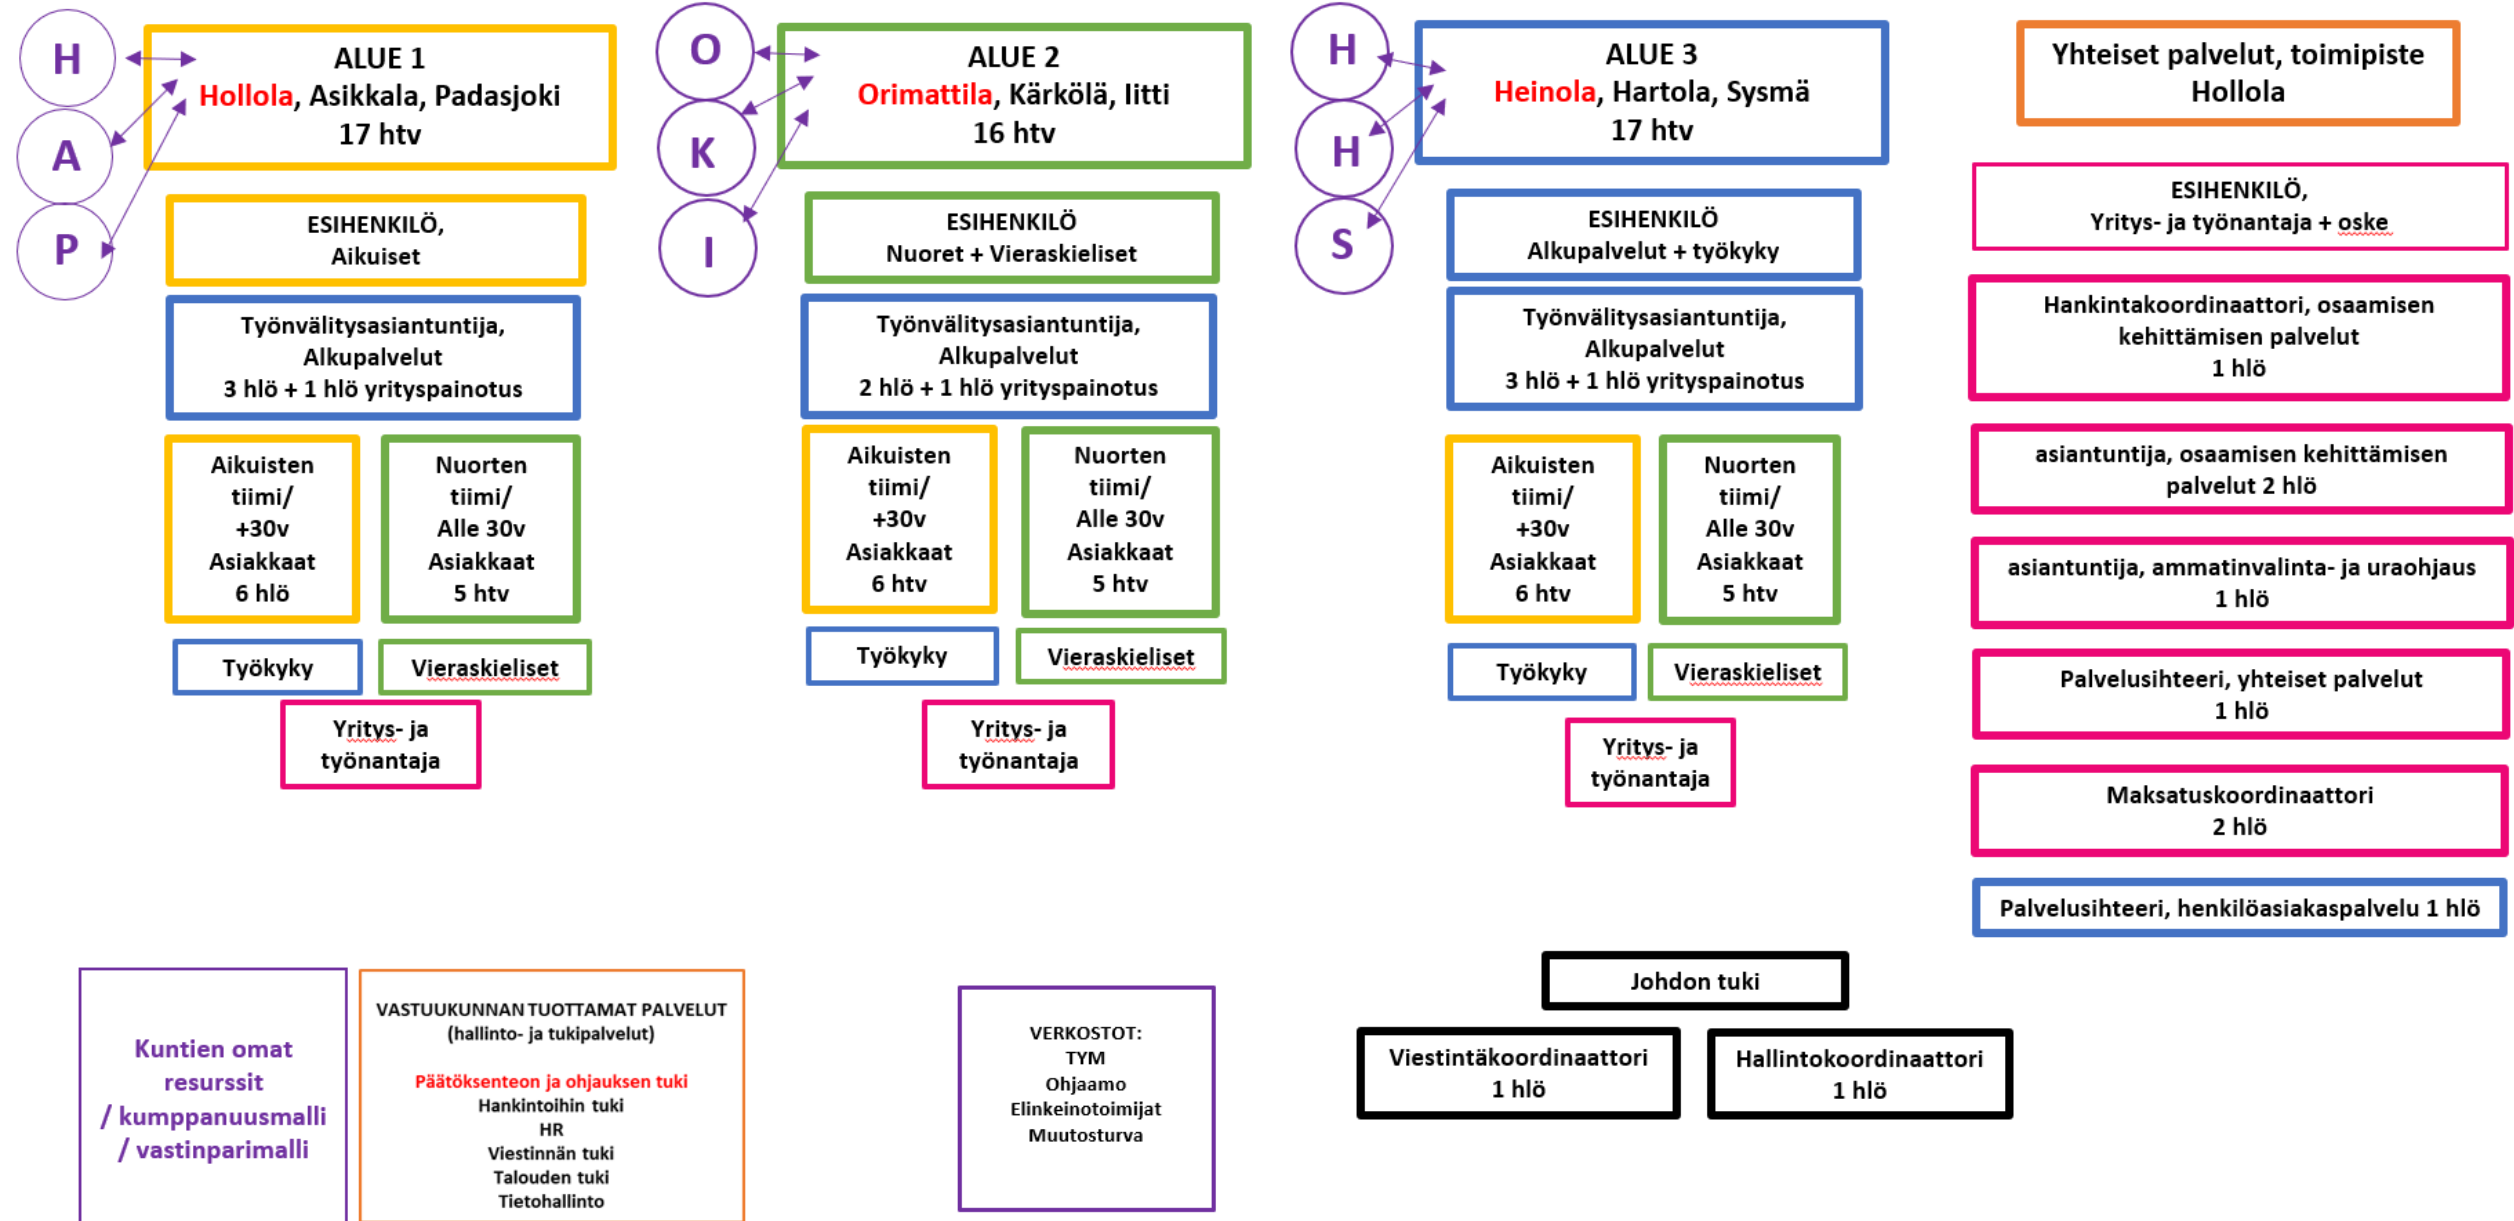 H
A
P
ALUE 1
Hollola, Asikkala, Padasjoki
17 htv
ESIHENKILÖ,
Aikuiset
Työnvälitysasiantuntija,
Alkupalvelut
3 hlö + 1 hlö yrityspainotus
Aikuisten
tiimi/
+30v
Asiakkaat
6 hlö
Nuorten
tiimi/
Alle 30v
Asiakkaat
5 htv
Työkyky
Vieraskieliset
Yritys- ja
työnantaja
O
K
I
ALUE 2
Orimattila, Kärkölä, Iitti
16 htv
ESIHENKILÖ
Nuoret + Vieraskieliset
Työnvälitysasiantuntija,
Alkupalvelut
2 hlö + 1 hlö yrityspainotus
Aikuisten
tiimi/
+30v
Asiakkaat
6 htv
Nuorten
tiimi/
Alle 30v
Asiakkaat
5 htv
Työkyky
Vieraskieliset
Yritys- ja
työnantaja
H
H
S
ALUE 3
Heinola, Hartola, Sysmä
17 htv
ESIHENKILÖ
Alkupalvelut + työkyky
Työnvälitysasiantuntija,
Alkupalvelut
3 hlö + 1 hlö yrityspainotus
Aikuisten
tiimi/
+30v
Asiakkaat
6 htv
Nuorten
tiimi/
Alle 30v
Asiakkaat
5 htv
Työkyky
Vieraskieliset
Yritys- ja
työnantaja
Yhteiset palvelut, toimipiste
Hollola
ESIHENKILÖ,
Yritys- ja työnantaja + oske
Hankintakoordinaattori, osaamisen
kehittämisen palvelut
1 hlö
asiantuntija, osaamisen kehittämisen
palvelut 2 hlö
asiantuntija, ammatinvalinta- ja uraohjaus
1 hlö
Palvelusihteeri, yhteiset palvelut
1 hlö
Maksatuskoordinaattori
2 hlö
Palvelusihteeri, henkilöasiakaspalvelu 1 hlö
Kuntien omat
resurssit
/ kumppanuusmalli
/ vastinparimalli
VASTUUKUNNAN TUOTTAMAT PALVELUT
(hallinto- ja tukipalvelut)
Päätöksenteon ja ohjauksen tuki
Hankintoihin tuki
HR
Viestinnän tuki
Talouden tuki
Tietohallinto
VERKOSTOT:
TYM
Ohjaamo
Elinkeinotoimijat
Muutosturva
Johdon tuki
Viestintäkoordinaattori
1 hlö
Hallintokoordinaattori
1 hlö